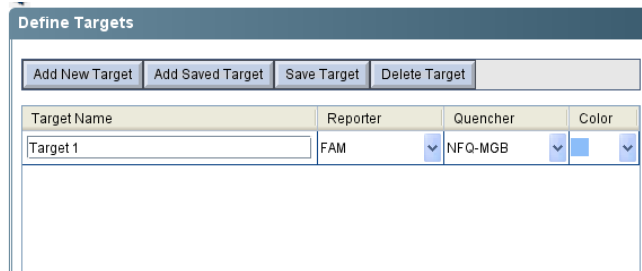 Define Targets
Add New Target Add Saved Target Save Target Delete Target
Target Name Reporter Quencher Color
Target 1 FAM NFQ-MGB